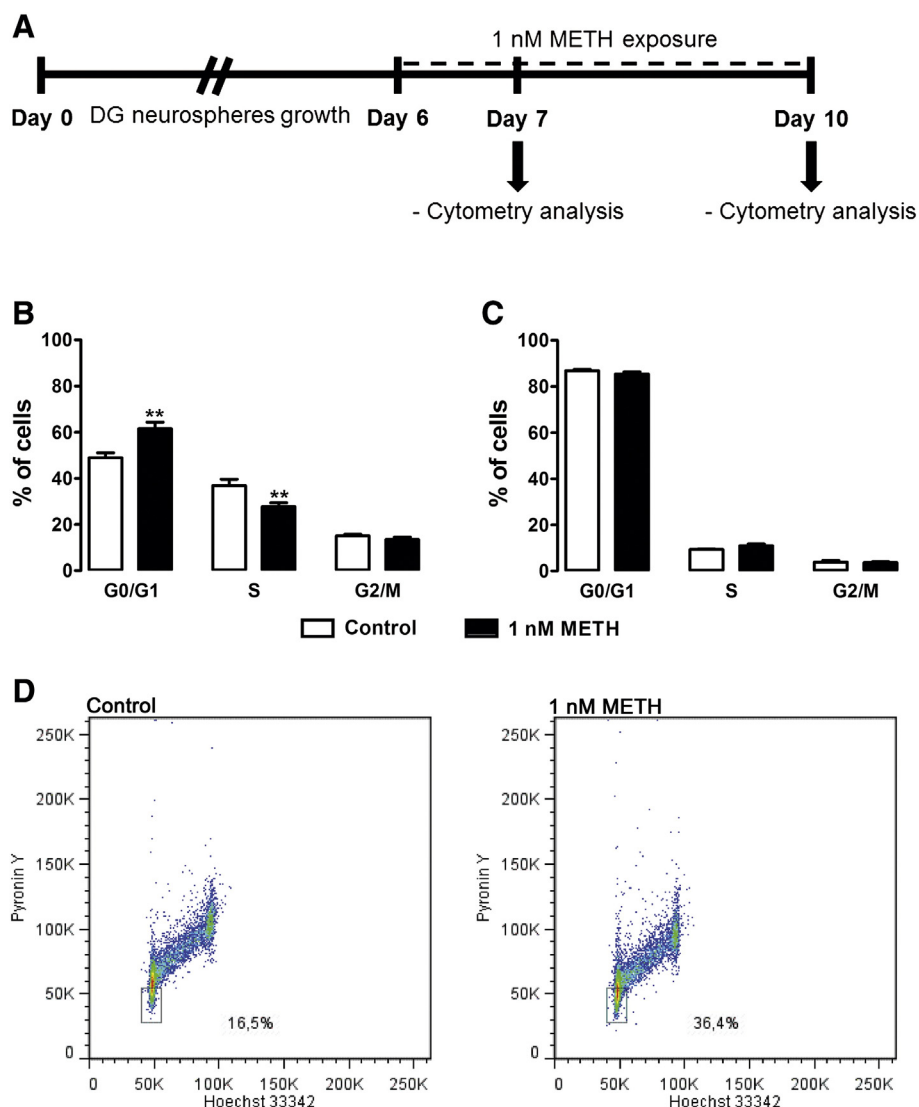 A
1 nM METH exposure
Day 0 DG neurospheres growth Day 6 Day 7 Day 10
- Cytometry analysis - Cytometry analysis
B
% of cells
100
80
60
40
20
0
**
**
G0/G1 S G2/M
C
% of cells
100
80
60
40
20
0
G0/G1 S G2/M
Control 1 nM METH
D
Control
Pyronin Y
250K
200K
150K
100K
50K
0
16,5%
0 50K 100K 150K 200K 250K
Hoechst 33342
1 nM METH
Pyronin Y
250K
200K
150K
100K
50K
0
36,4%
0 50K 100K 150K 200K 250K
Hoechst 33342